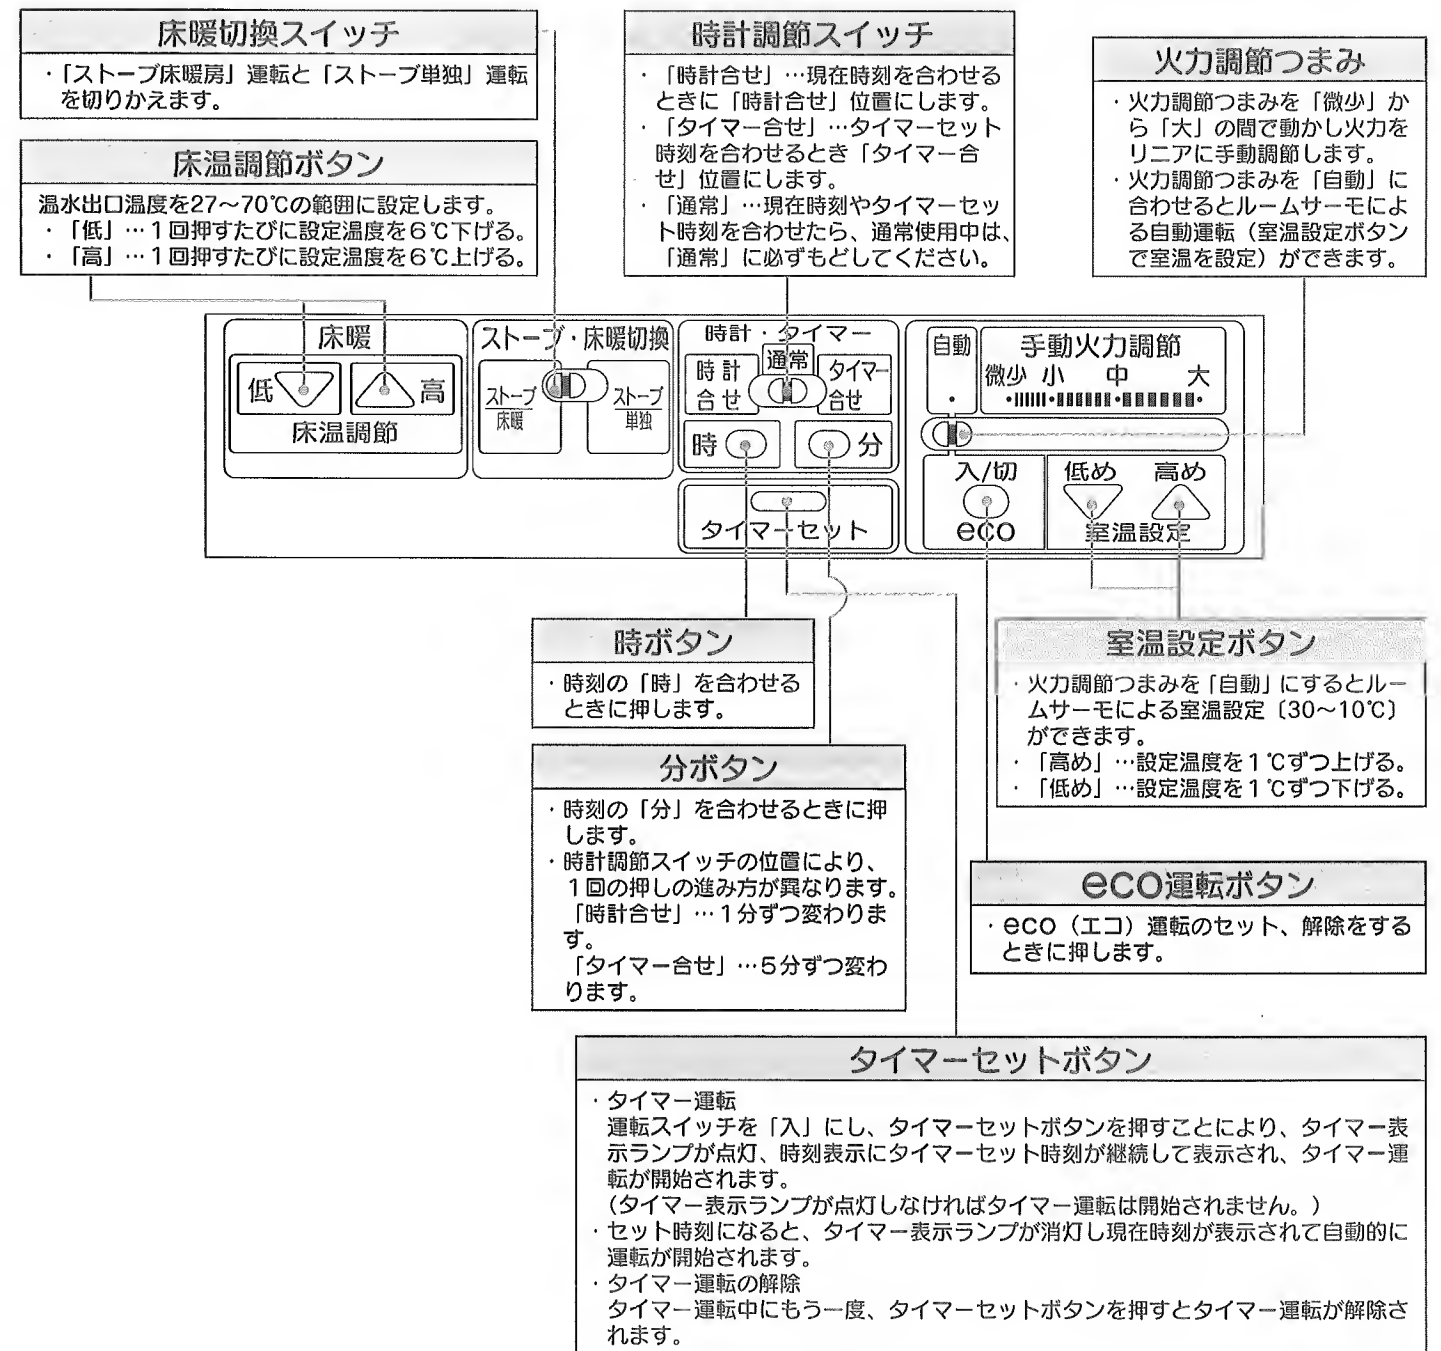 床暖切換スイッチ
・「ストーブ床暖房」運転と「ストーブ単独」運転
を切りかえます。
床温調節ボタン
温水出口温度を27～70℃の範囲に設定します。
・「低」…1回押すたびに設定温度を6℃下げる。
・「高」…1回押すたびに設定温度を6℃上げる。
時計調節スイッチ
・「時計合せ」…現在時刻を合わせる
ときに「時計合せ」位置にします。
・「タイマー合せ」…タイマーセット
時刻を合わせるとき「タイマー合
せ」位置にします。
・「通常」…現在時刻やタイマーセッ
ト時刻を合わせたら、通常使用中は、
「通常」に必ずもどしてください。
火力調節つまみ
・火力調節つまみを「微少」か
ら「大」の間で動かし火力を
リニアに手動調節します。
・火力調節つまみを「自動」に
合わせるとルームサーモによ
る自動運転（室温設定ボタン
で室温を設定）ができます。
床暖
低
高
床温調節
ストーブ・床暖切換
ストーブ
床暖
ストーブ
単独
時計・タイマー
時計
合せ
通常
タイマー
合せ
時
分
タイマーセット
自動
手動火力調節
微少 小 中 大
入/切
eco
低め 高め
室温設定
時ボタン
・時刻の「時」を合わせる
ときに押します。
分ボタン
・時刻の「分」を合わせるときに押
します。
・時計調節スイッチの位置により、
1回の押しの進み方が異なります。
「時計合せ」…1分ずつ変わりま
す。
「タイマー合せ」…5分ずつ変わ
ります。
室温設定ボタン
・火力調節つまみを「自動」にするとルー
ムサーモによる室温設定〔30～10℃〕
ができます。
・「高め」…設定温度を1℃ずつ上げる。
・「低め」…設定温度を1℃ずつ下げる。
eco運転ボタン
・eco（エコ）運転のセット、解除をする
ときに押します。
タイマーセットボタン
・タイマー運転
運転スイッチを「入」にし、タイマーセットボタンを押すことにより、タイマー表
示ランプが点灯、時刻表示にタイマーセット時刻が継続して表示され、タイマー運
転が開始されます。
（タイマー表示ランプが点灯しなければタイマー運転は開始されません。）
・セット時刻になると、タイマー表示ランプが消灯し現在時刻が表示されて自動的に
運転が開始されます。
・タイマー運転の解除
タイマー運転中にもう一度、タイマーセットボタンを押すとタイマー運転が解除さ
れます。